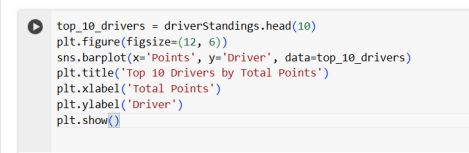 top_10_drivers = driverStandings.head(10)
plt.figure(figsize=(12, 6))
sns.barplot(x='Points', y='Driver', data=top_10_drivers)
plt.title('Top 10 Drivers by Total Points')
plt.xlabel('Total Points')
plt.ylabel('Driver')
plt.show()